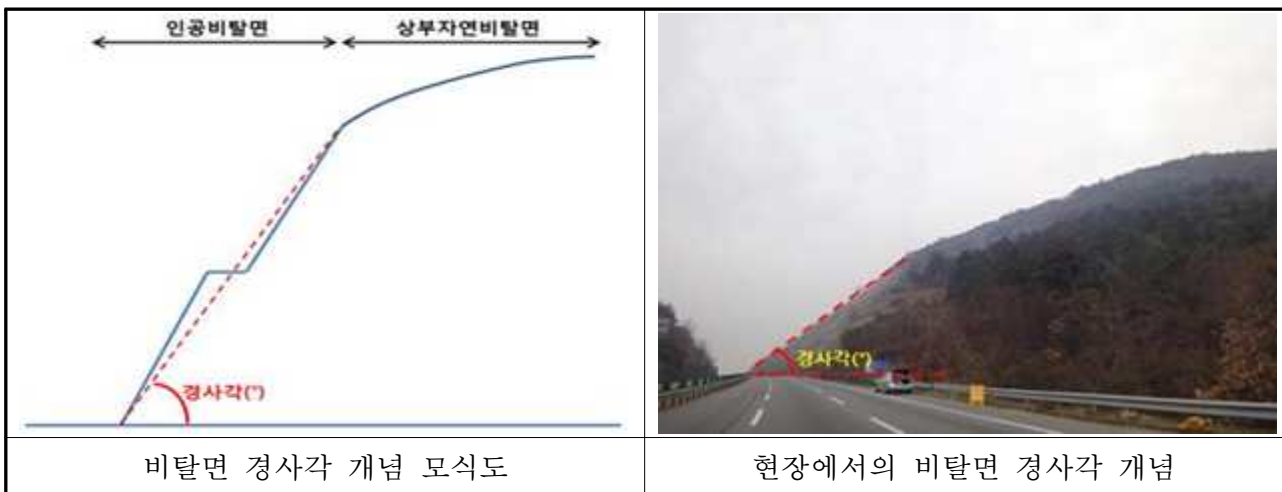 인공비탈면 상부자연비탈면
경사각(°)
경사각(°)
비탈면 경사각 개념 모식도
현장에서의 비탈면 경사각 개념